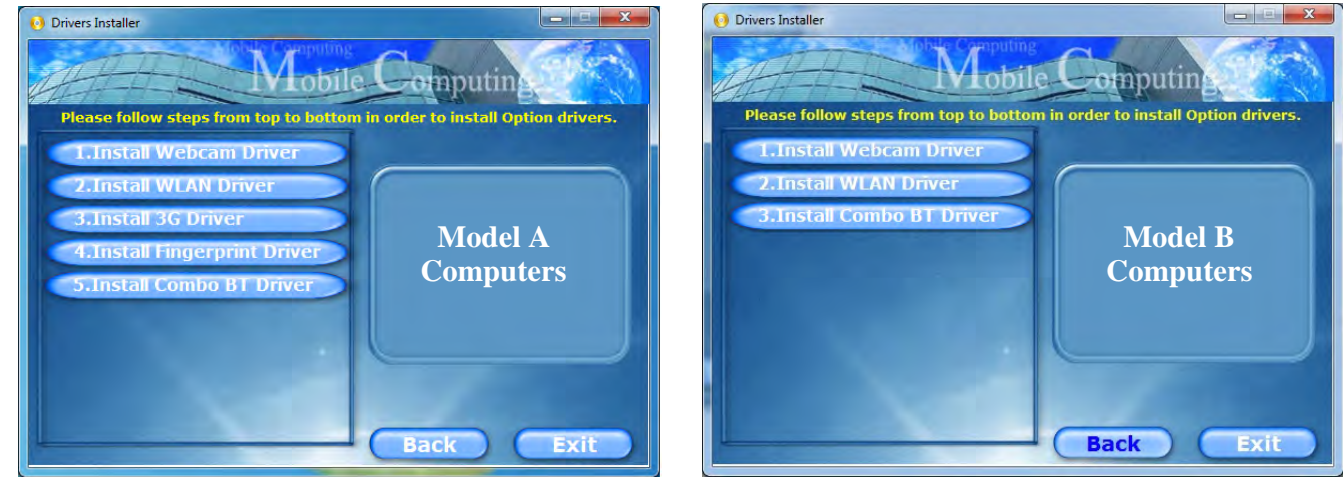 Drivers Installer
Mobile Computing
Mobile Computing
Please follow steps from top to bottom in order to install Option drivers.
1.Install Webcam Driver
2.Install WLAN Driver
3.Install 3G Driver
4.Install Fingerprint Driver
5.Install Combo BT Driver
Model A
Computers
Back
Exit
Drivers Installer
Mobile Computing
Mobile Computing
Please follow steps from top to bottom in order to install Option drivers.
1.Install Webcam Driver
2.Install WLAN Driver
3.Install Combo BT Driver
Model B
Computers
Back
Exit